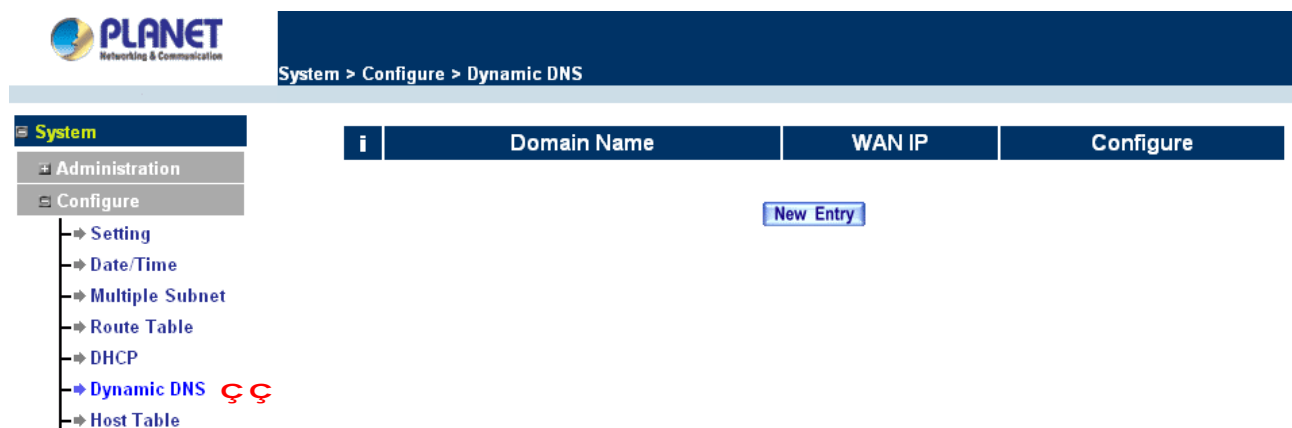 PLANET
Networking & Communication
System > Configure > Dynamic DNS
System
Administration
Configure
Setting
Date/Time
Multiple Subnet
Route Table
DHCP
Dynamic DNS Ç Ç
Host Table
i Domain Name WAN IP Configure
New Entry